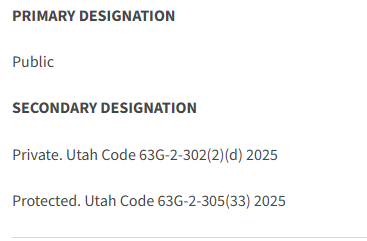 PRIMARY DESIGNATION
Public
SECONDARY DESIGNATION
Private. Utah Code 63G-2-302(2)(d) 2025
Protected. Utah Code 63G-2-305(33) 2025